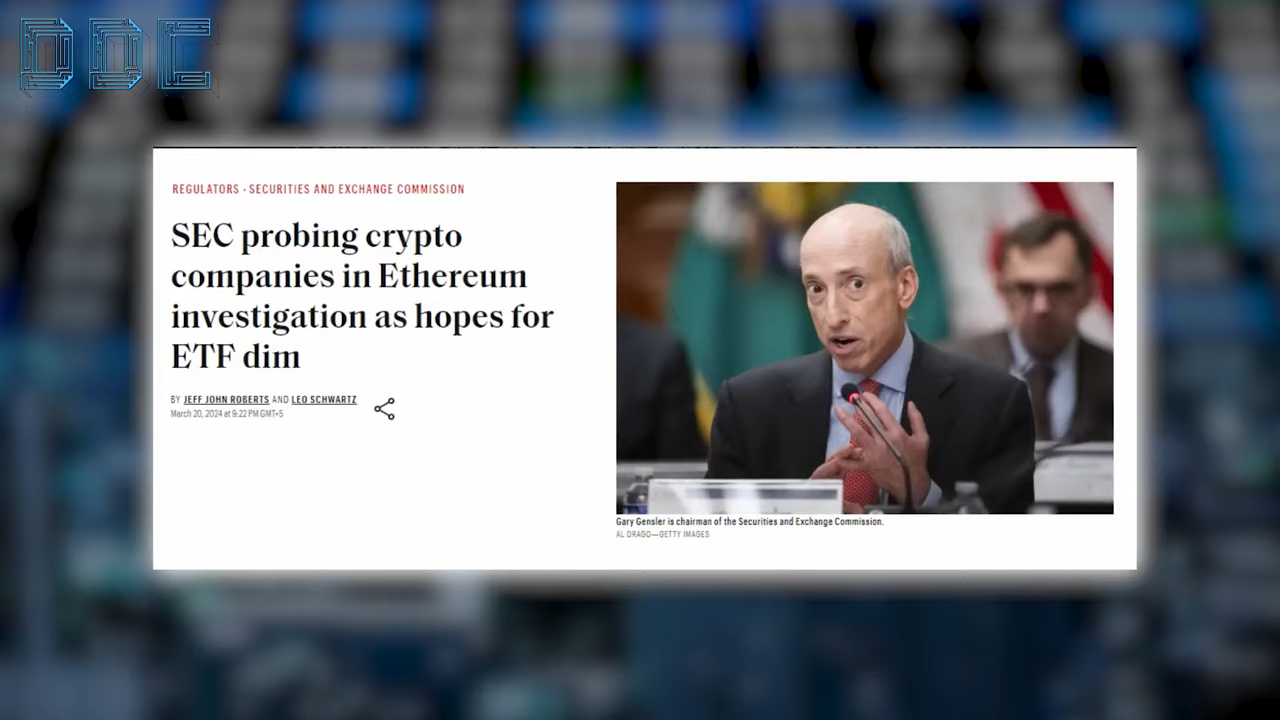 DDC
REGULATORS · SECURITIES AND EXCHANGE COMMISSION
SEC probing crypto
companies in Ethereum
investigation as hopes for
ETF dim
BY JEFF JOHN ROBERTS AND LEO SCHWARTZ
March 20, 2024 at 9:22 PM GMT+5
Gary Gensler is chairman of the Securities and Exchange Commission.
AL DRAGO—GETTY IMAGES